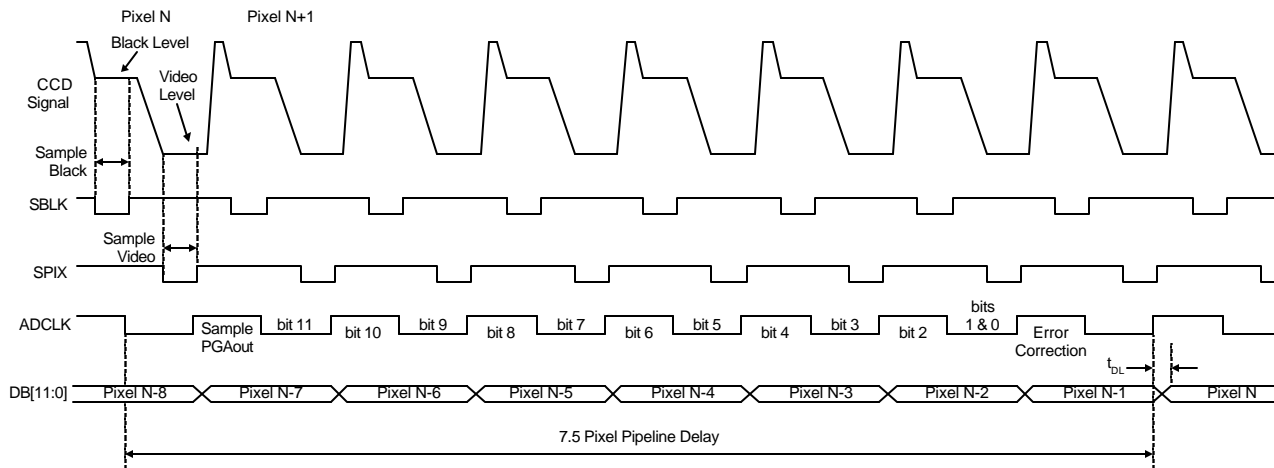 Pixel N
Pixel N+1
Black Level
Video
Level
CCD
Signal
Sample
Black
SBLK
Sample
Video
SPIX
ADCLK
Sample
PGAout
bit 11
bit 10
bit 9
bit 8
bit 7
bit 6
bit 5
bit 4
bit 3
bit 2
bits
1 & 0
Error
Correction
tDL
DB[11:0]
Pixel N-8
Pixel N-7
Pixel N-6
Pixel N-5
Pixel N-4
Pixel N-3
Pixel N-2
Pixel N-1
Pixel N
7.5 Pixel Pipeline Delay